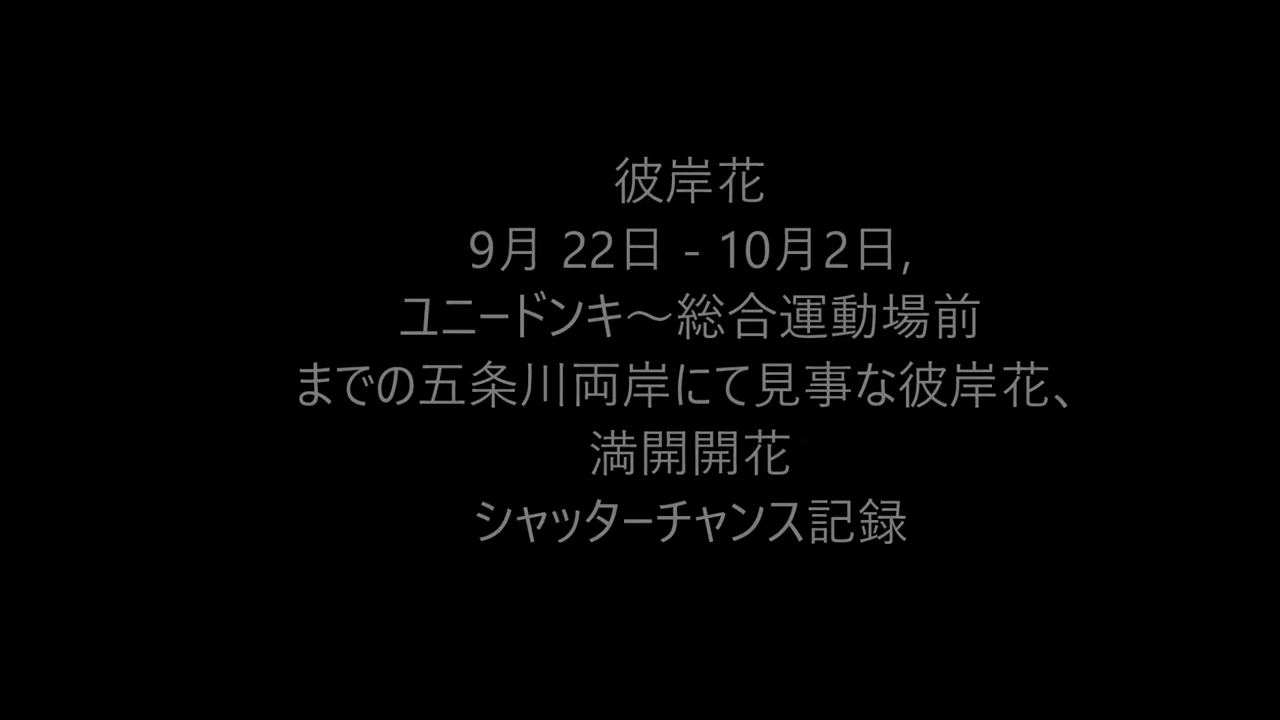 彼岸花
9月 22日 - 10月2日,
ユニードンキ～総合運動場前
までの五条川両岸にて見事な彼岸花、
満開開花
シャッターチャンス記録